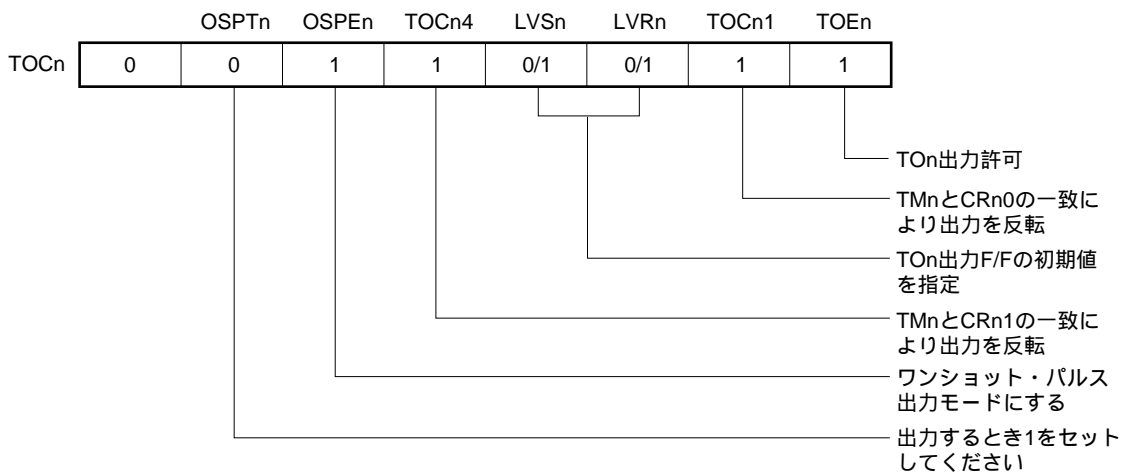 OSPTn OSPEn TOCn4 LVSn LVRn TOCn1 TOEn
TOCn 0 0 1 1 0/1 0/1 1 1
TOn出力許可
TMnとCRn0の一致に
より出力を反転
TOn出力F/Fの初期値
を指定
TMnとCRn1の一致に
より出力を反転
ワンショット・パルス
出力モードにする
出力するとき1をセット
してください